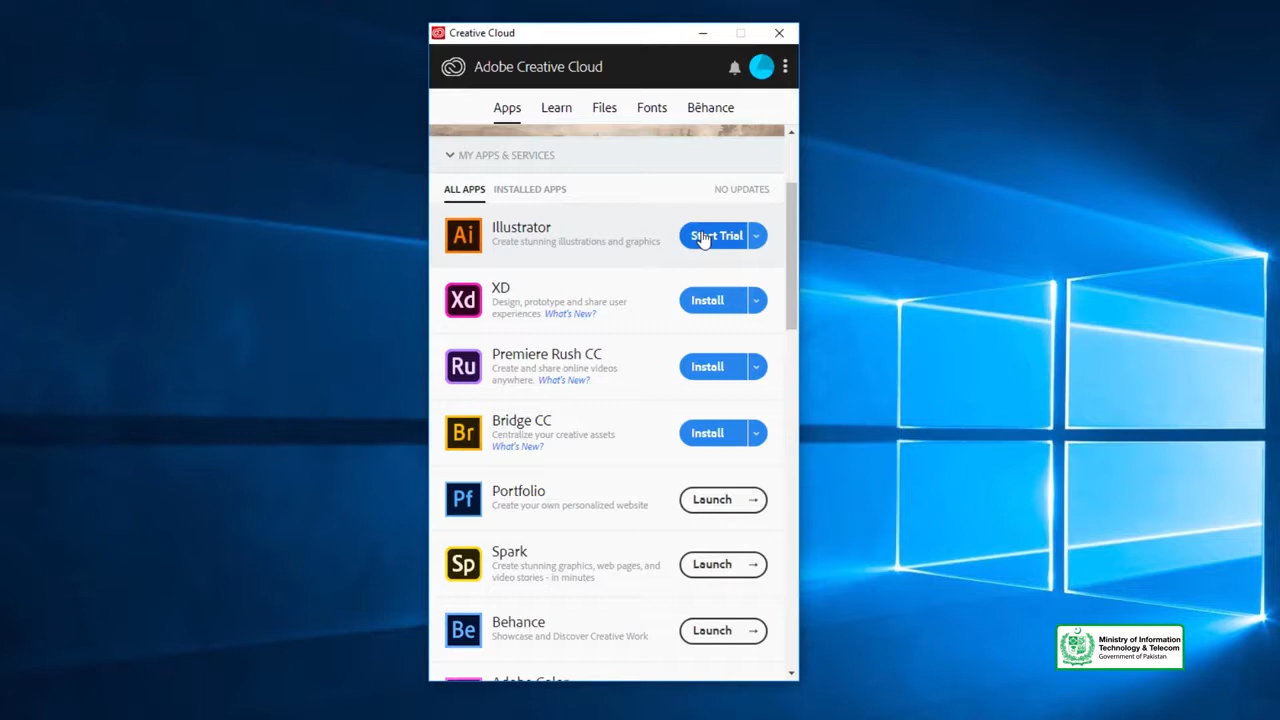 Creative Cloud
Adobe Creative Cloud
Apps Learn Files Fonts Bēhance
MY APPS & SERVICES
ALL APPS INSTALLED APPS NO UPDATES
Ai
Illustrator
Create stunning illustrations and graphics
Start Trial
Xd
XD
Design, prototype and share user
experiences What's New?
Install
Ru
Premiere Rush CC
Create and share online videos
anywhere. What's New?
Install
Br
Bridge CC
Centralize your creative assets
What's New?
Install
Pf
Portfolio
Create your own personalized website
Launch →
Sp
Spark
Create stunning graphics, web pages, and
video stories - in minutes
Launch →
Be
Behance
Showcase and Discover Creative Work
Launch →
Adobe Color
Ministry of Information
Technology & Telecom
Government of Pakistan